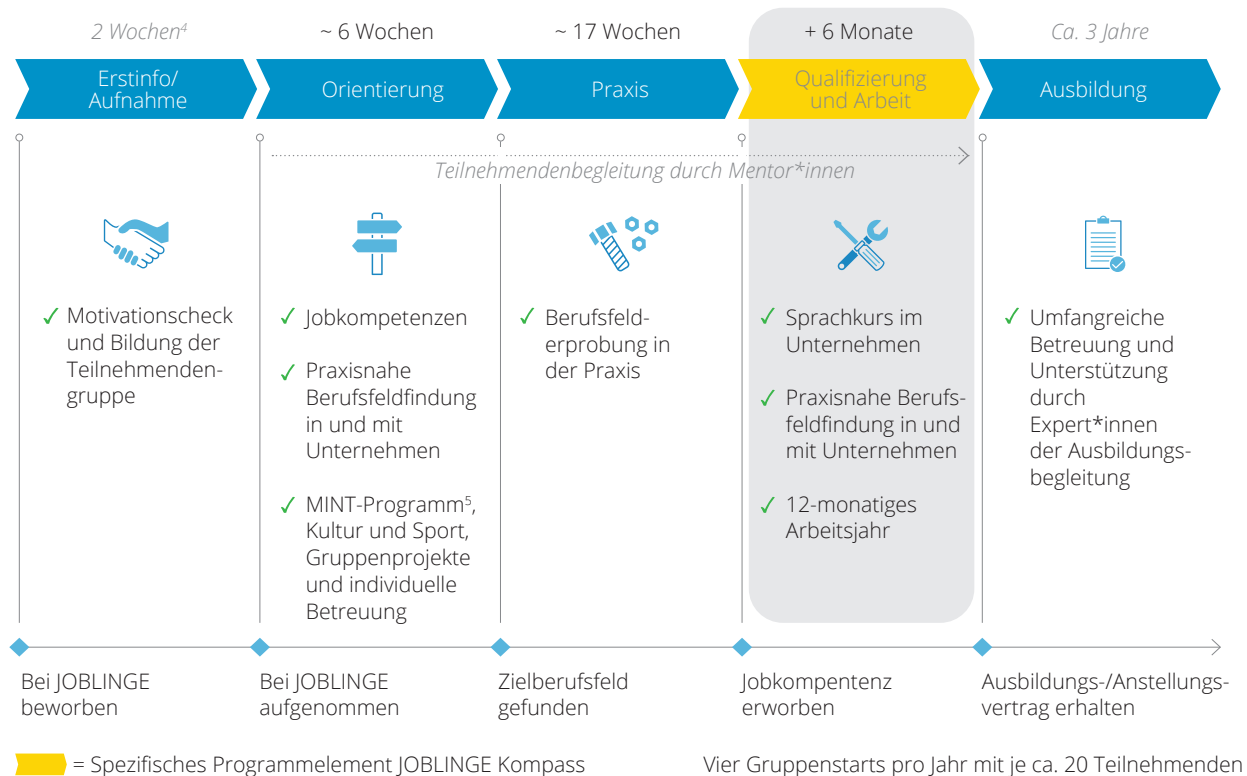 2 Wochen⁴
~ 6 Wochen
~ 17 Wochen
+ 6 Monate
Ca. 3 Jahre
Erstinfo/
Aufnahme
Orientierung
Praxis
Qualifizierung
und Arbeit
Ausbildung
Teilnehmendenbegleitung durch Mentor*innen
✓ Motivationscheck
und Bildung der
Teilnehmenden-
gruppe
✓ Jobkompetenzen
✓ Praxisnahe
Berufsfeldfindung
in und mit
Unternehmen
✓ MINT-Programm⁵,
Kultur und Sport,
Gruppenprojekte
und individuelle
Betreuung
✓ Berufsfeld-
erprobung in
der Praxis
✓ Sprachkurs im
Unternehmen
✓ Praxisnahe Berufs-
feldfindung in und
mit Unternehmen
✓ 12-monatiges
Arbeitsjahr
✓ Umfangreiche
Betreuung und
Unterstützung
durch
Expert*innen
der Ausbildungs-
begleitung
Bei JOBLINGE
beworben
Bei JOBLINGE
aufgenommen
Zielberufsfeld
gefunden
Jobkompentenz
erworben
Ausbildungs-/Anstellungs-
vertrag erhalten
= Spezifisches Programmelement JOBLINGE Kompass
Vier Gruppenstarts pro Jahr mit je ca. 20 Teilnehmenden